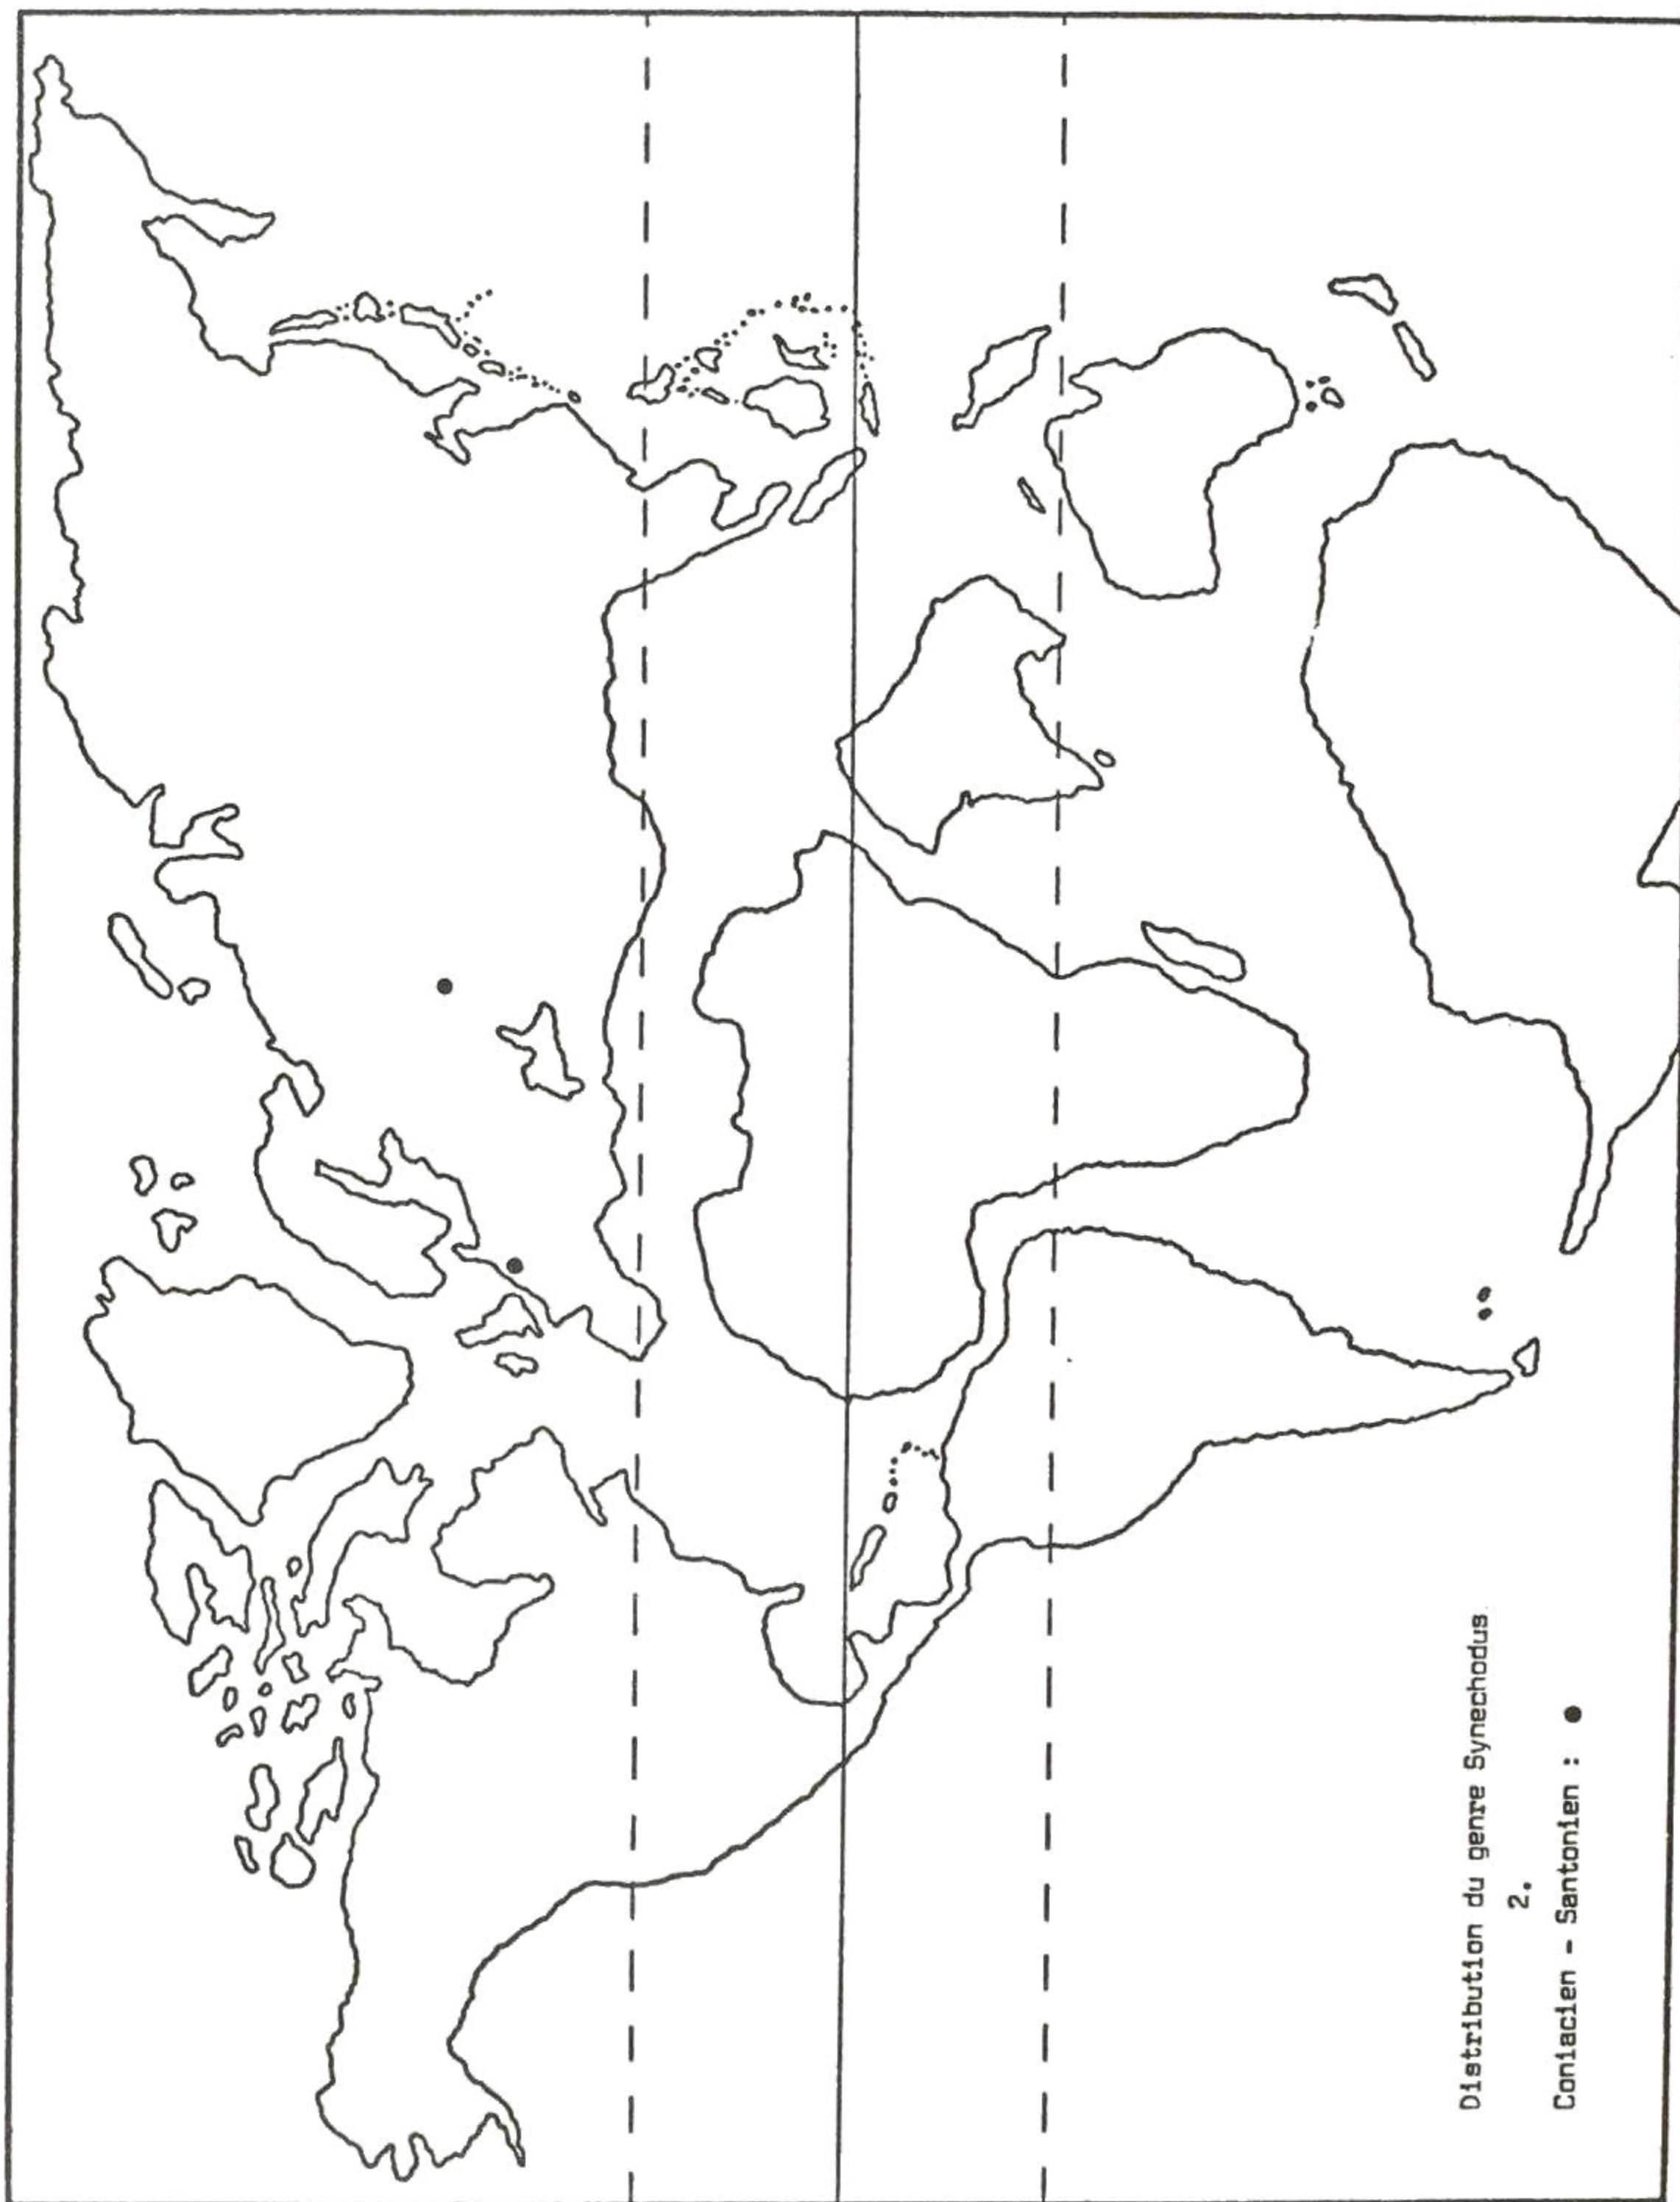 Distribution du genre Synechodus
2.
Coniacien - Santonien : ●